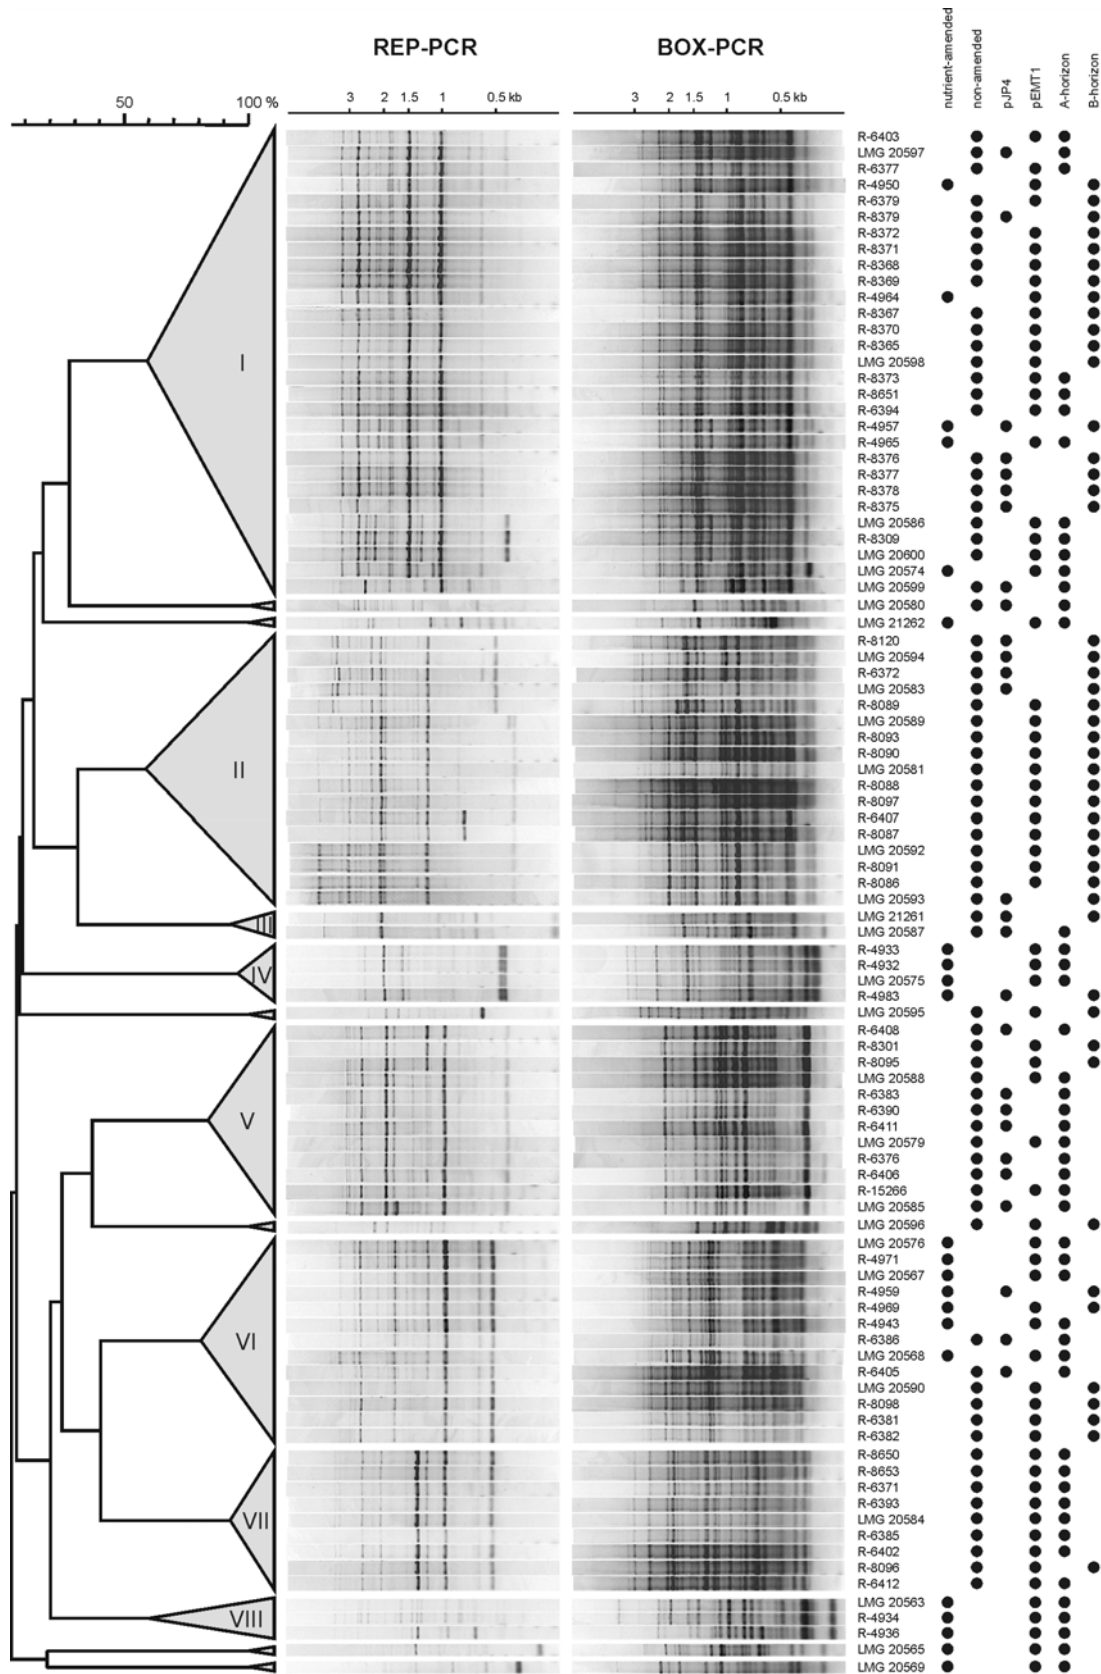 REP-PCR
BOX-PCR
nutrient-amended
non-amended
pJP4
pEMT1
A-horizon
B-horizon
50 100 %
3 2 1.5 1 0.5 kb
3 2 1.5 1 0.5 kb
R-6403
LMG 20597
R-6377
R-4950
R-6379
R-8379
R-8372
R-8371
R-8368
R-8369
R-4964
R-8367
R-8370
I
R-8365
LMG 20598
R-8373
R-8651
R-6394
R-4957
R-4965
R-8376
R-8377
R-8378
R-8375
LMG 20586
R-8309
LMG 20600
LMG 20574
LMG 20599
LMG 20580
LMG 21262
R-8120
LMG 20594
R-6372
LMG 20583
R-8089
LMG 20589
R-8093
R-8090
II
LMG 20581
R-8088
R-8097
R-6407
R-8087
LMG 20592
R-8091
R-8086
LMG 20593
III
LMG 21261
LMG 20587
R-4933
R-4932
IV
LMG 20575
R-4983
LMG 20595
R-6408
R-8301
R-8095
LMG 20588
R-6383
R-6390
V
R-6411
LMG 20579
R-6376
R-6406
R-15266
LMG 20585
LMG 20596
LMG 20576
R-4971
LMG 20567
R-4959
R-4969
R-4943
VI
R-6386
LMG 20568
R-6405
LMG 20590
R-8098
R-6381
R-6382
R-8650
R-8653
R-6371
R-6393
VII
LMG 20584
R-6385
R-6402
R-8096
R-6412
LMG 20563
VIII
R-4934
R-4936
LMG 20565
LMG 20569